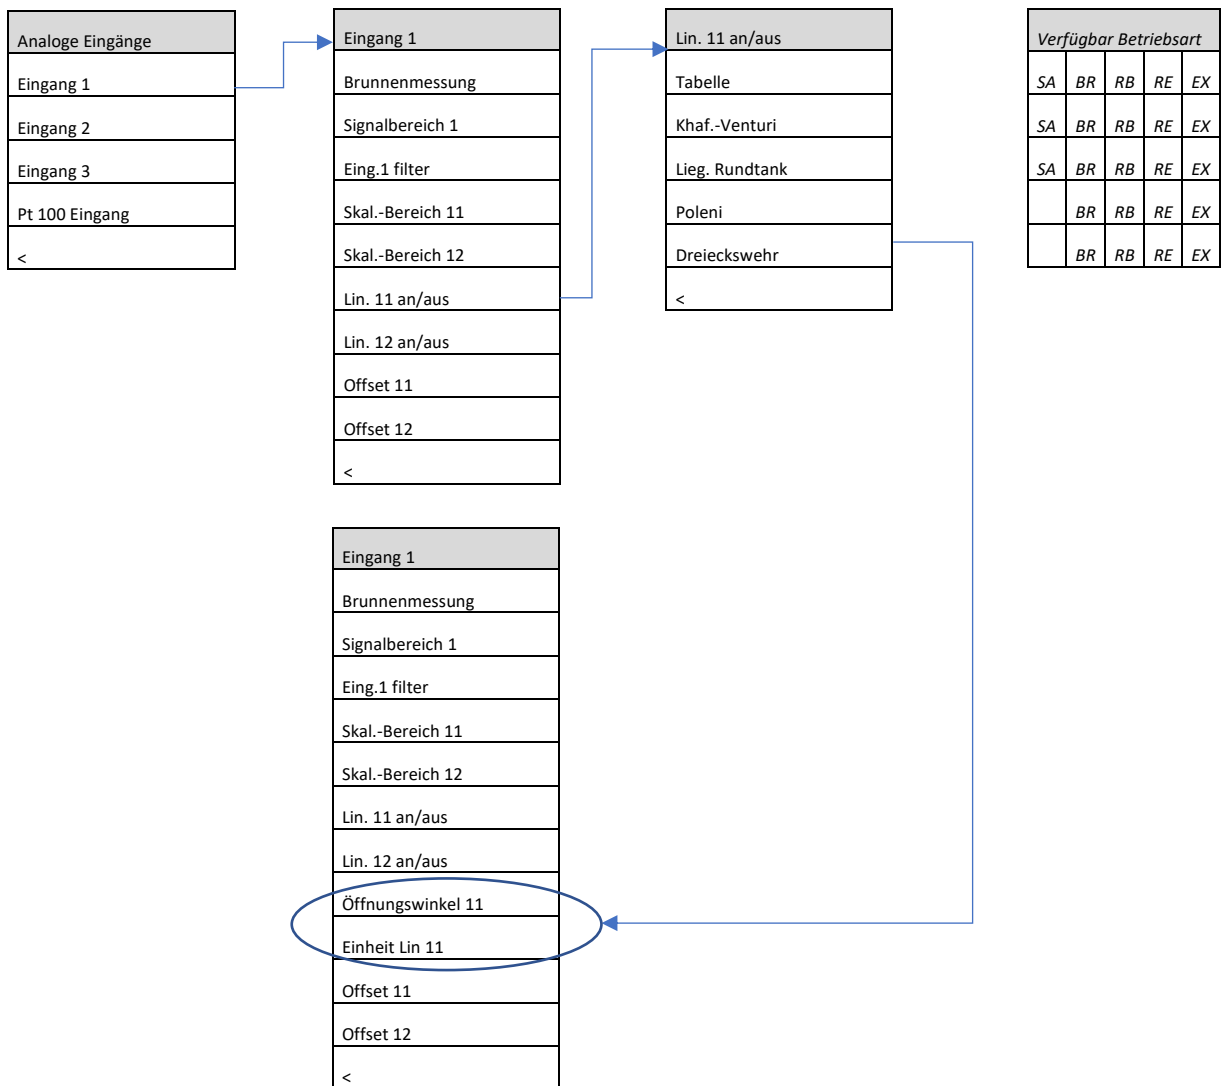 Analoge Eingänge
Eingang 1
Eingang 2
Eingang 3
Pt 100 Eingang
<
Eingang 1
Brunnenmessung
Signalbereich 1
Eing.1 filter
Skal.-Bereich 11
Skal.-Bereich 12
Lin. 11 an/aus
Lin. 12 an/aus
Offset 11
Offset 12
<
Lin. 11 an/aus
Tabelle
Khaf.-Venturi
Lieg. Rundtank
Poleni
Dreieckswehr
<
Verfügbar Betriebsart
SA BR RB RE EX
SA BR RB RE EX
SA BR RB RE EX
BR RB RE EX
BR RB RE EX
Eingang 1
Brunnenmessung
Signalbereich 1
Eing.1 filter
Skal.-Bereich 11
Skal.-Bereich 12
Lin. 11 an/aus
Lin. 12 an/aus
Öffnungswinkel 11
Einheit Lin 11
Offset 11
Offset 12
<